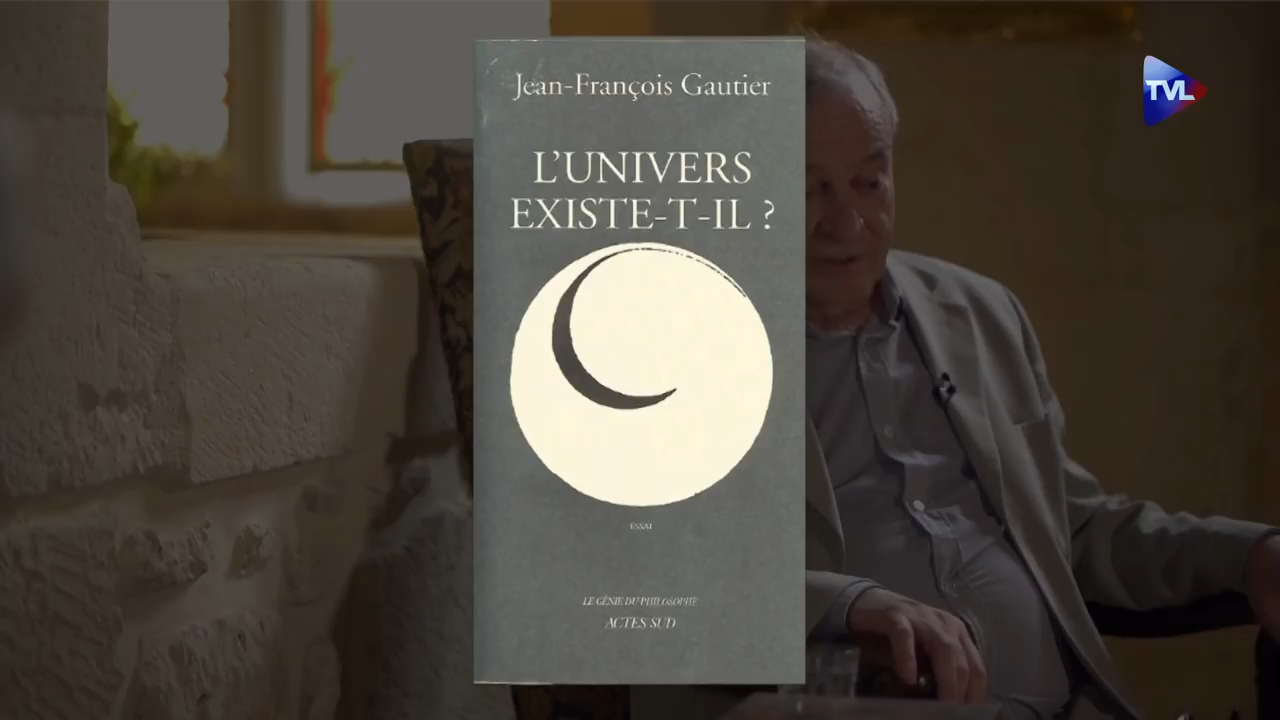 Jean-François Gautier
L'UNIVERS
EXISTE-T-IL ?
ESSAI
LE GÉNIE DU PHILOSOPHE
ACTES SUD
TVL